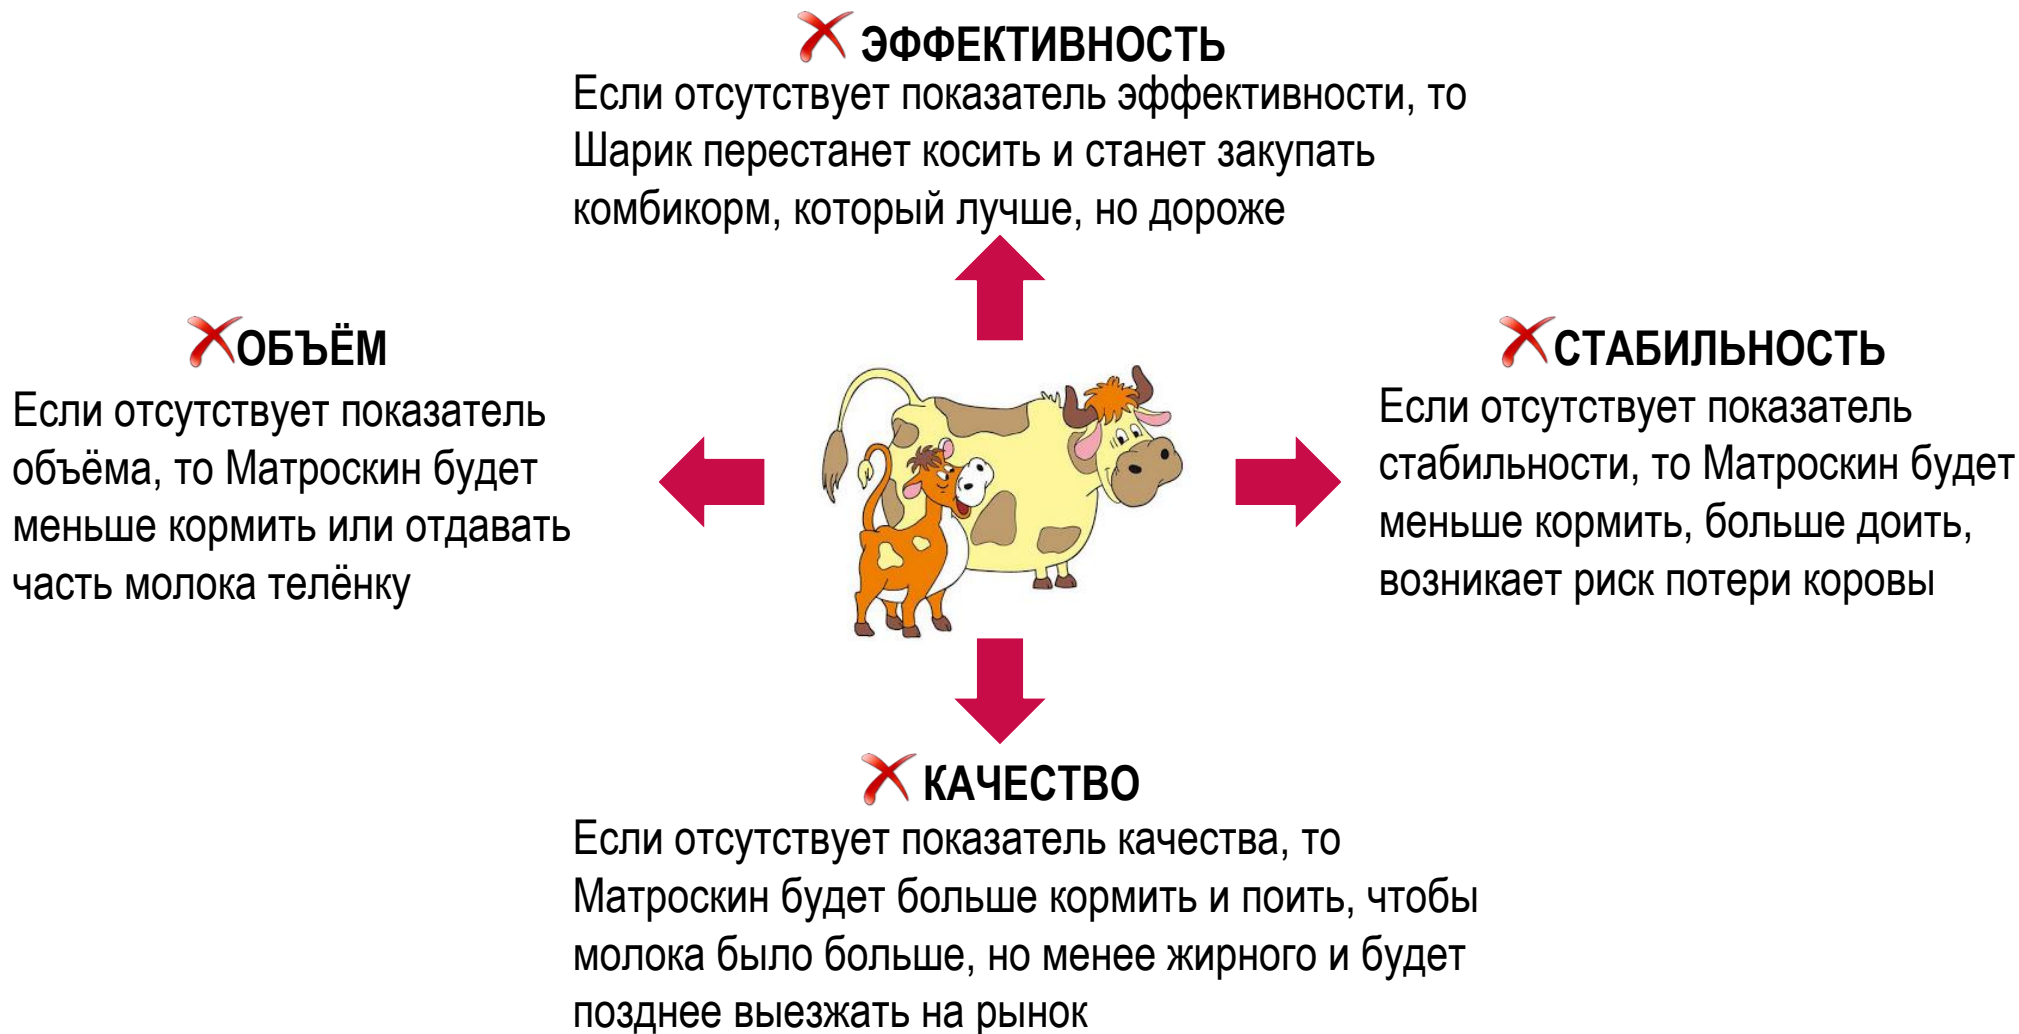 ЭФФЕКТИВНОСТЬ
Если отсутствует показатель эффективности, то
Шарик перестанет косить и станет закупать
комбикорм, который лучше, но дороже
ОБЪЁМ
Если отсутствует показатель
объёма, то Матроскин будет
меньше кормить или отдавать
часть молока телёнку
СТАБИЛЬНОСТЬ
Если отсутствует показатель
стабильности, то Матроскин будет
меньше кормить, больше доить,
возникает риск потери коровы
КАЧЕСТВО
Если отсутствует показатель качества, то
Матроскин будет больше кормить и поить, чтобы
молока было больше, но менее жирного и будет
позднее выезжать на рынок